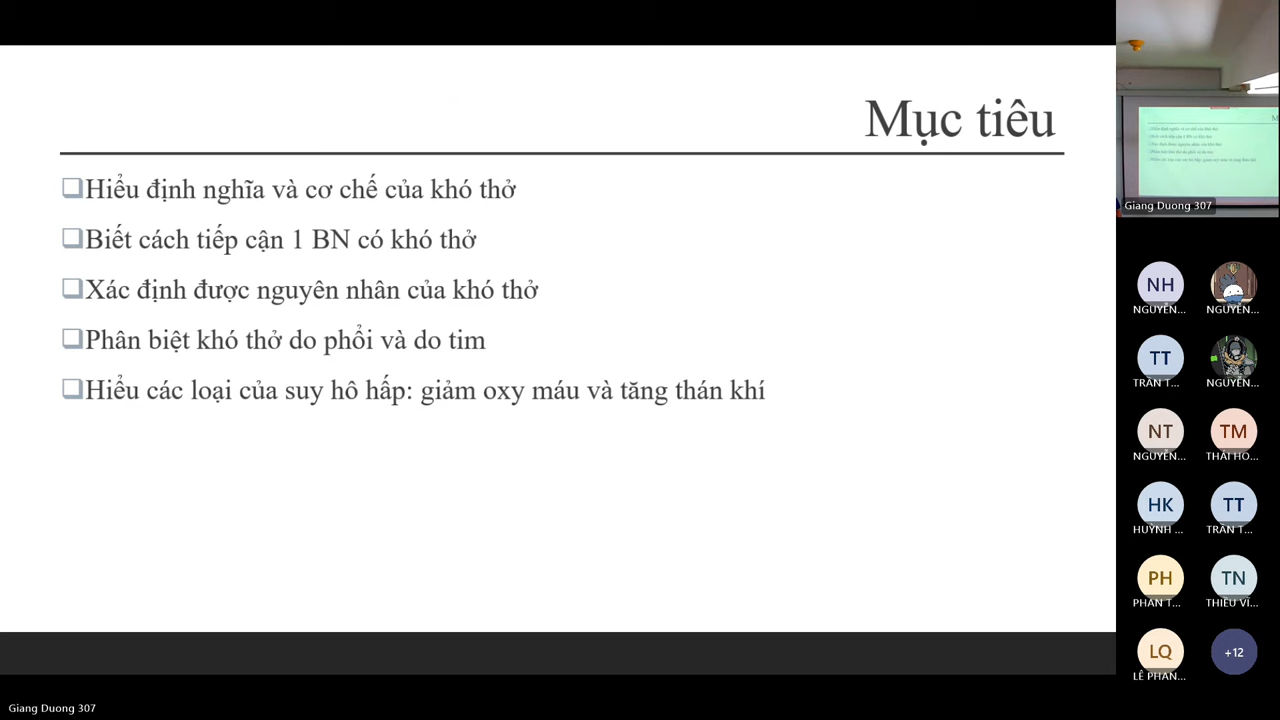 Mục tiêu
Hiểu định nghĩa và cơ chế của khó thở
Biết cách tiếp cận 1 BN có khó thở
Xác định được nguyên nhân của khó thở
Phân biệt khó thở do phổi và do tim
Hiểu các loại của suy hô hấp: giảm oxy máu và tăng thán khí
Giang Duong 307
NH
NGUYỄN...
NGUYỄN...
TT
TRẦN T...
NGUYỄN...
NT
NGUYỄN...
TM
THÁI HO...
HK
HUỲNH ...
TT
TRẦN T...
PH
PHAN T...
TN
THIỀU VĨ...
LQ
LÊ PHAN...
+12
Giang Duong 307